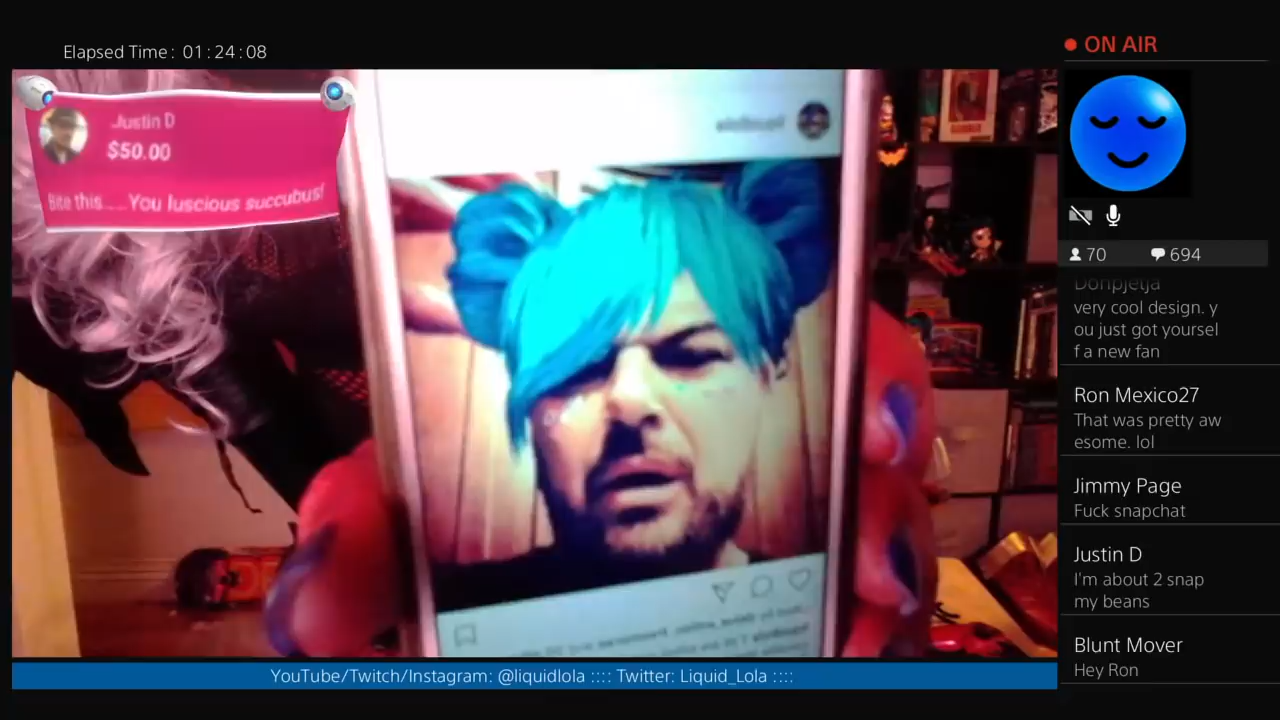 Elapsed Time: 01:24:08
ON AIR
Justin D
$50.00
Bite this.....You luscious succubus!
70
694
Donpjetja
very cool design. y
ou just got yoursel
f a new fan
Ron Mexico27
That was pretty aw
esome. lol
Jimmy Page
Fuck snapchat
Justin D
I'm about 2 snap
my beans
Blunt Mover
Hey Ron
YouTube/Twitch/Instagram: @liquidlola :::: Twitter: Liquid_Lola ::::